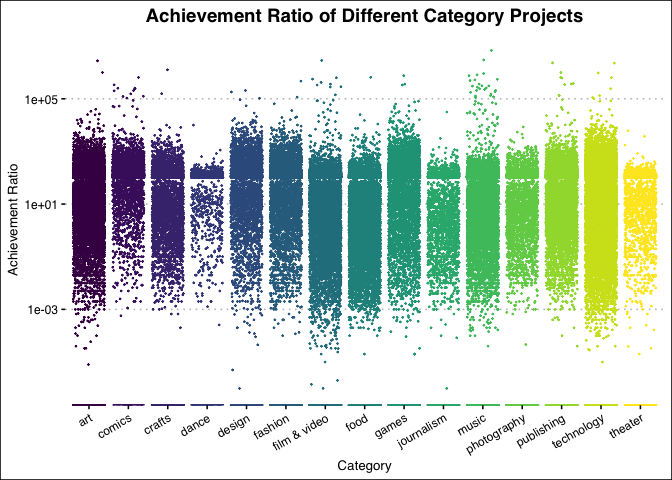 Achievement Ratio of Different Category Projects
Achievement Ratio
1e+05
1e+01
1e-03
art
comics
crafts
dance
design
fashion
film & video
food
games
journalism
music
photography
publishing
technology
theater
Category